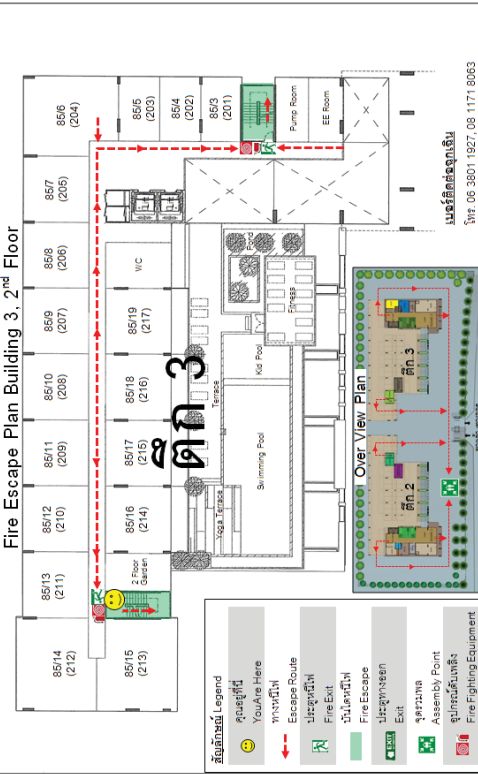 Fire Escape Plan Building 3, 2nd Floor
85/14
(212)
85/13
(211)
85/12
(210)
85/11
(209)
85/10
(208)
85/9
(207)
85/8
(206)
85/7
(205)
85/6
(204)
85/5
(203)
85/4
(202)
85/3
(201)
Pump Room
EE Room
85/15
(213)
2 Floor
Garden
85/16
(214)
85/17
(215)
85/18
(216)
85/19
(217)
WC
ตึก 3
Yoga Terrace
Terrace
Swimming Pool
Kid Pool
Fitness
Pond
สัญลักษณ์ Legend
คุณอยู่ที่นี่
You Are Here
ทางหนีไฟ
Escape Route
ประตูหนีไฟ
Fire Exit
บันไดหนีไฟ
Fire Escape
EXIT
ประตูทางออก
Exit
จุดรวมพล
Assembly Point
อุปกรณ์ดับเพลิง
Fire Fighting Equipment
Over View Plan
ตึก 2
ตึก 3
เบอร์ติดต่อฉุกเฉิน
โทร. 06 3801 1927, 08 1171 8063